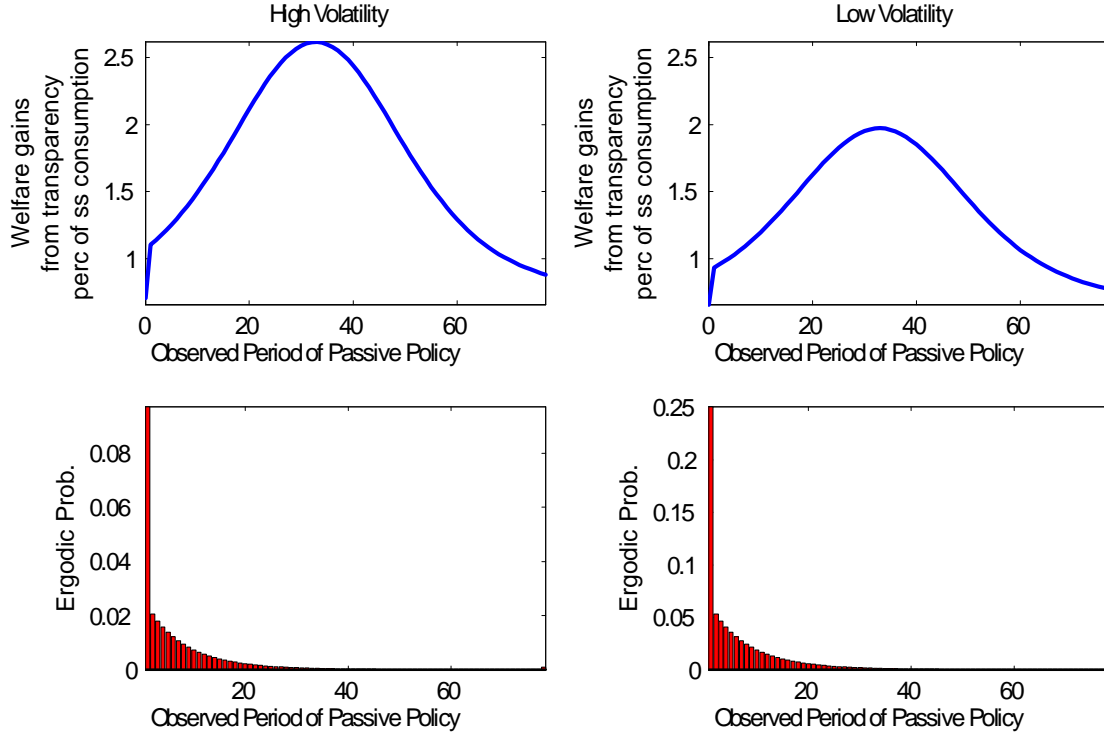 High Volatility
Low Volatility
Welfare gains
from transparency
perc of ss consumption
2.5
2
1.5
1
0
20
40
60
Observed Period of Passive Policy
Welfare gains
from transparency
perc of ss consumption
2.5
2
1.5
1
0
20
40
60
Observed Period of Passive Policy
Ergodic Prob.
0.08
0.06
0.04
0.02
0
20
40
60
Observed Period of Passive Policy
Ergodic Prob.
0.25
0.2
0.15
0.1
0.05
0
20
40
60
Observed Period of Passive Policy